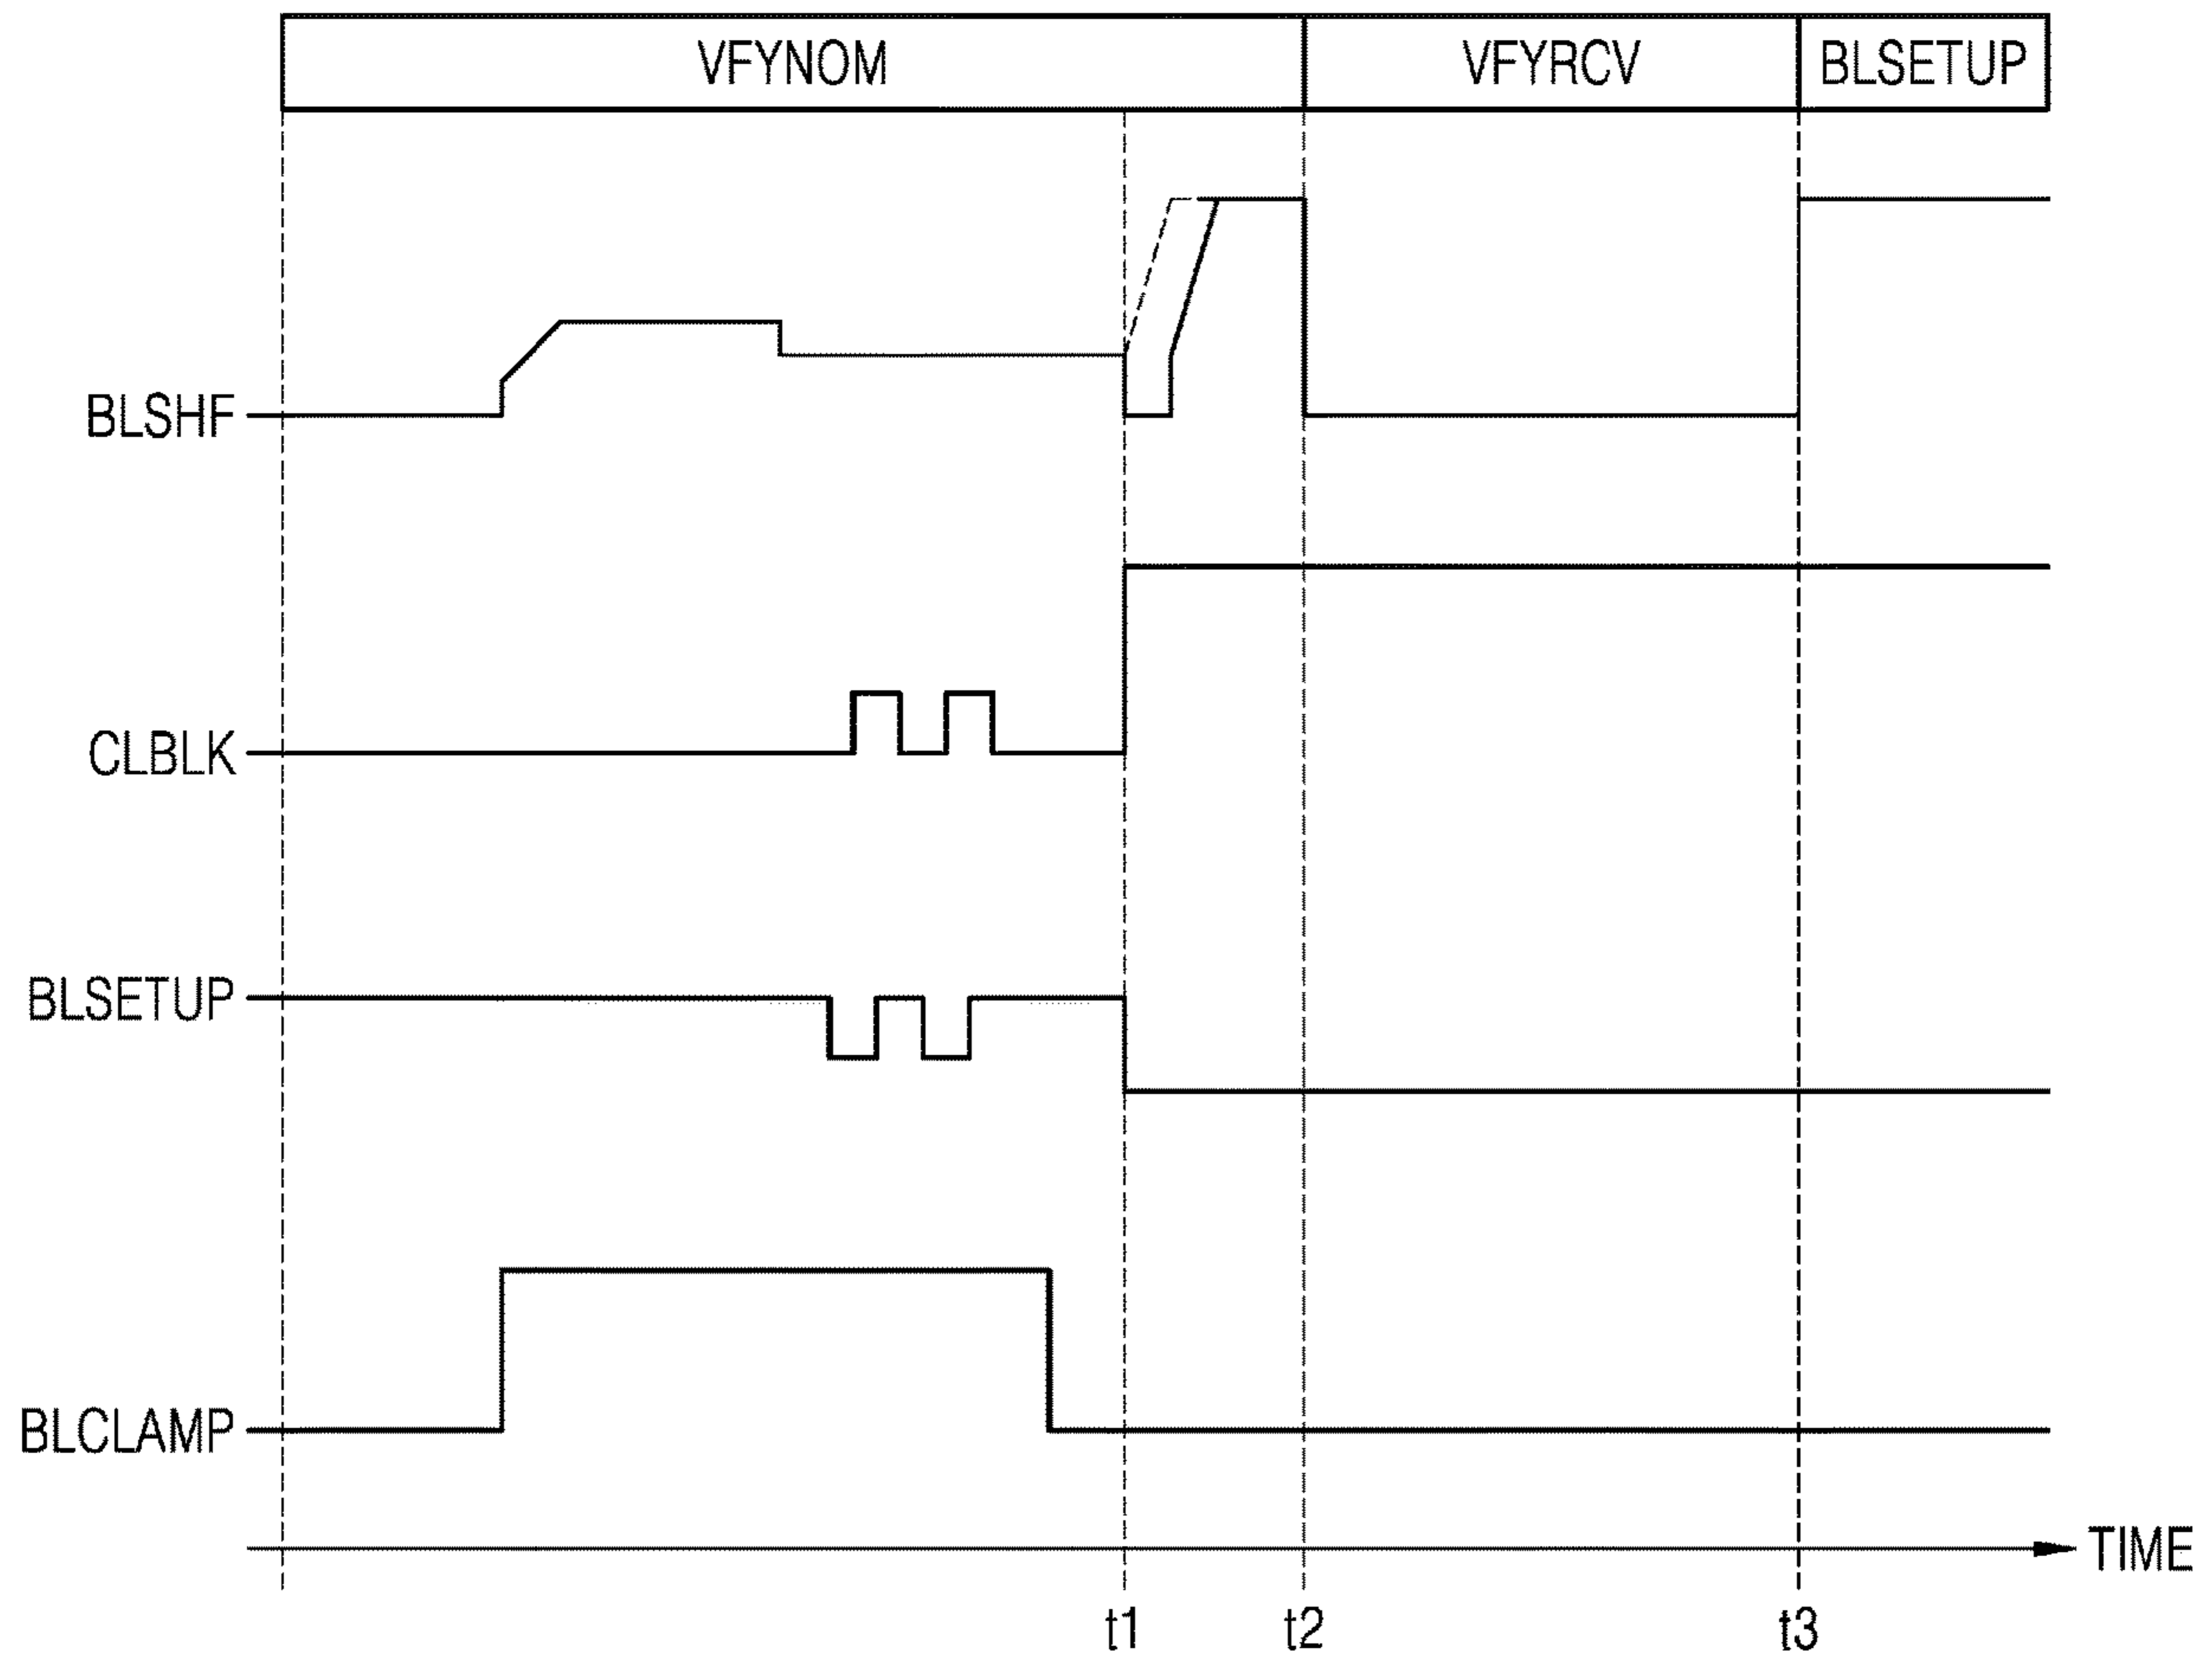 VFYNOM VFYRCV BLSETUP
BLSHF
CLBLK
BLSETUP
BLCLAMP
TIME
t1 t2 t3